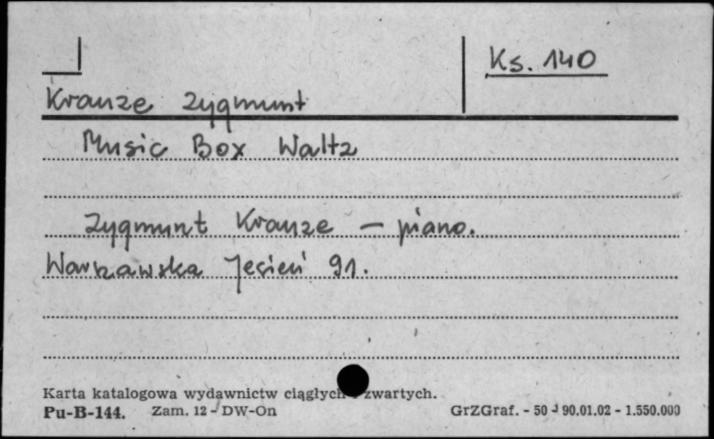 Ks. 140
Krauze Zygmunt
Music Box Waltz
Zygmunt Krauze – piano.
Warszawska Jesień 91.
Karta katalogowa wydawnictw ciągłych i zwartych.
Pu-B-144. Zam. 12 - DW-On GrZGraf. - 50 - 90.01.02 - 1.550.000